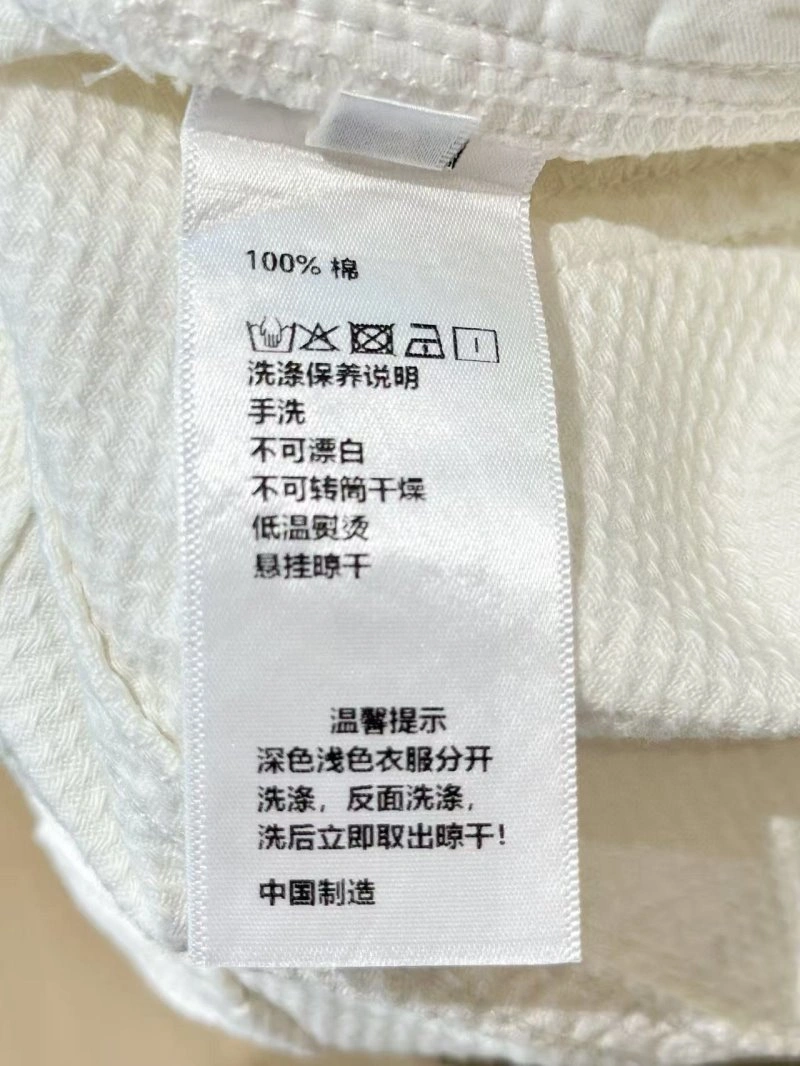 100% 棉
洗涤保养说明
手洗
不可漂白
不可转筒干燥
低温熨烫
悬挂晾干
温馨提示
深色浅色衣服分开
洗涤，反面洗涤，
洗后立即取出晾干！
中国制造